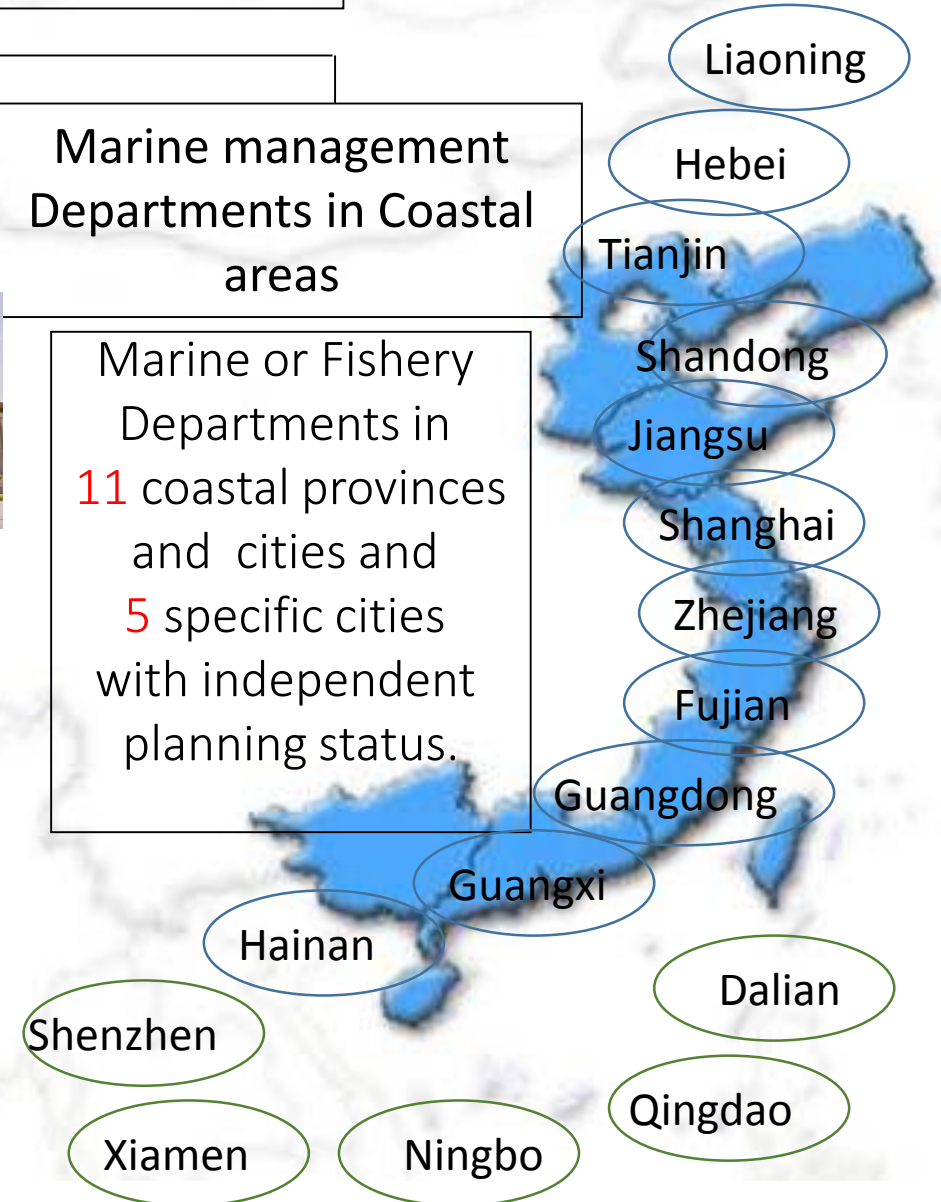 Marine management
Departments in Coastal
areas
Marine or Fishery
Departments in
11 coastal provinces
and cities and
5 specific cities
with independent
planning status.
Liaoning
Hebei
Tianjin
Shandong
Jiangsu
Shanghai
Zhejiang
Fujian
Guangdong
Guangxi
Hainan
Dalian
Shenzhen
Qingdao
Xiamen
Ningbo